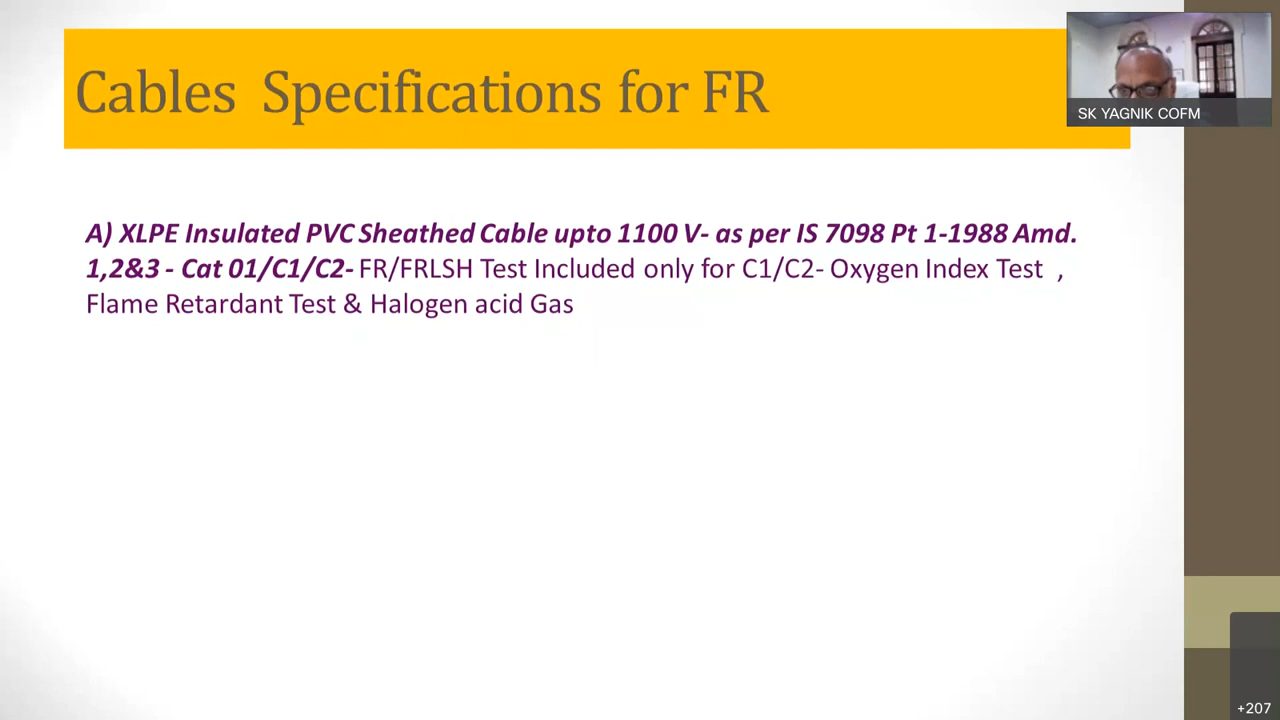 Cables Specifications for FR
SK YAGNIK COFM
A) XLPE Insulated PVC Sheathed Cable upto 1100 V- as per IS 7098 Pt 1-1988 Amd.
1,2&3 - Cat 01/C1/C2- FR/FRLSH Test Included only for C1/C2- Oxygen Index Test ,
Flame Retardant Test & Halogen acid Gas
+207